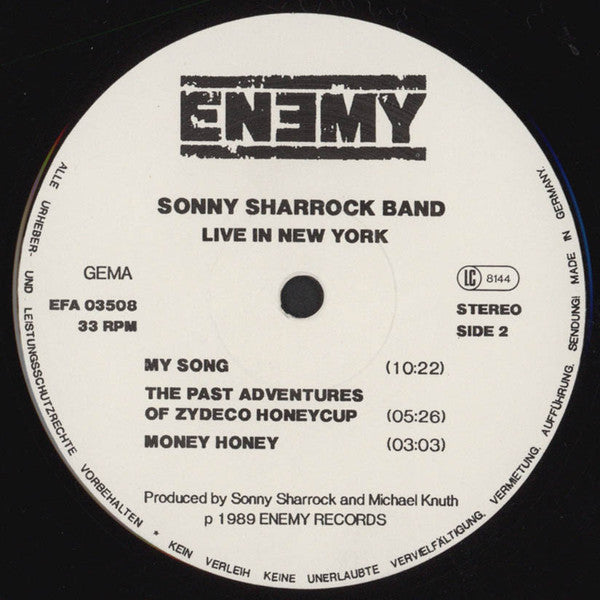 ENEMY
SONNY SHARROCK BAND
LIVE IN NEW YORK
GEMA
LC 8144
EFA 03508
33 RPM
STEREO
SIDE 2
MY SONG (10:22)
THE PAST ADVENTURES
OF ZYDECO HONEYCUP (05:26)
MONEY HONEY (03:03)
Produced by Sonny Sharrock and Michael Knuth
p 1989 ENEMY RECORDS
ALLE URHEBER- UND LEISTUNGSSCHUTZRECHTE VORBEHALTEN * KEIN VERLEIH KEINE UNERLAUBTE VERVIELFÄLTIGUNG, VERMIETUNG, AUFFÜHRUNG, SENDUNG! MADE IN GERMANY.